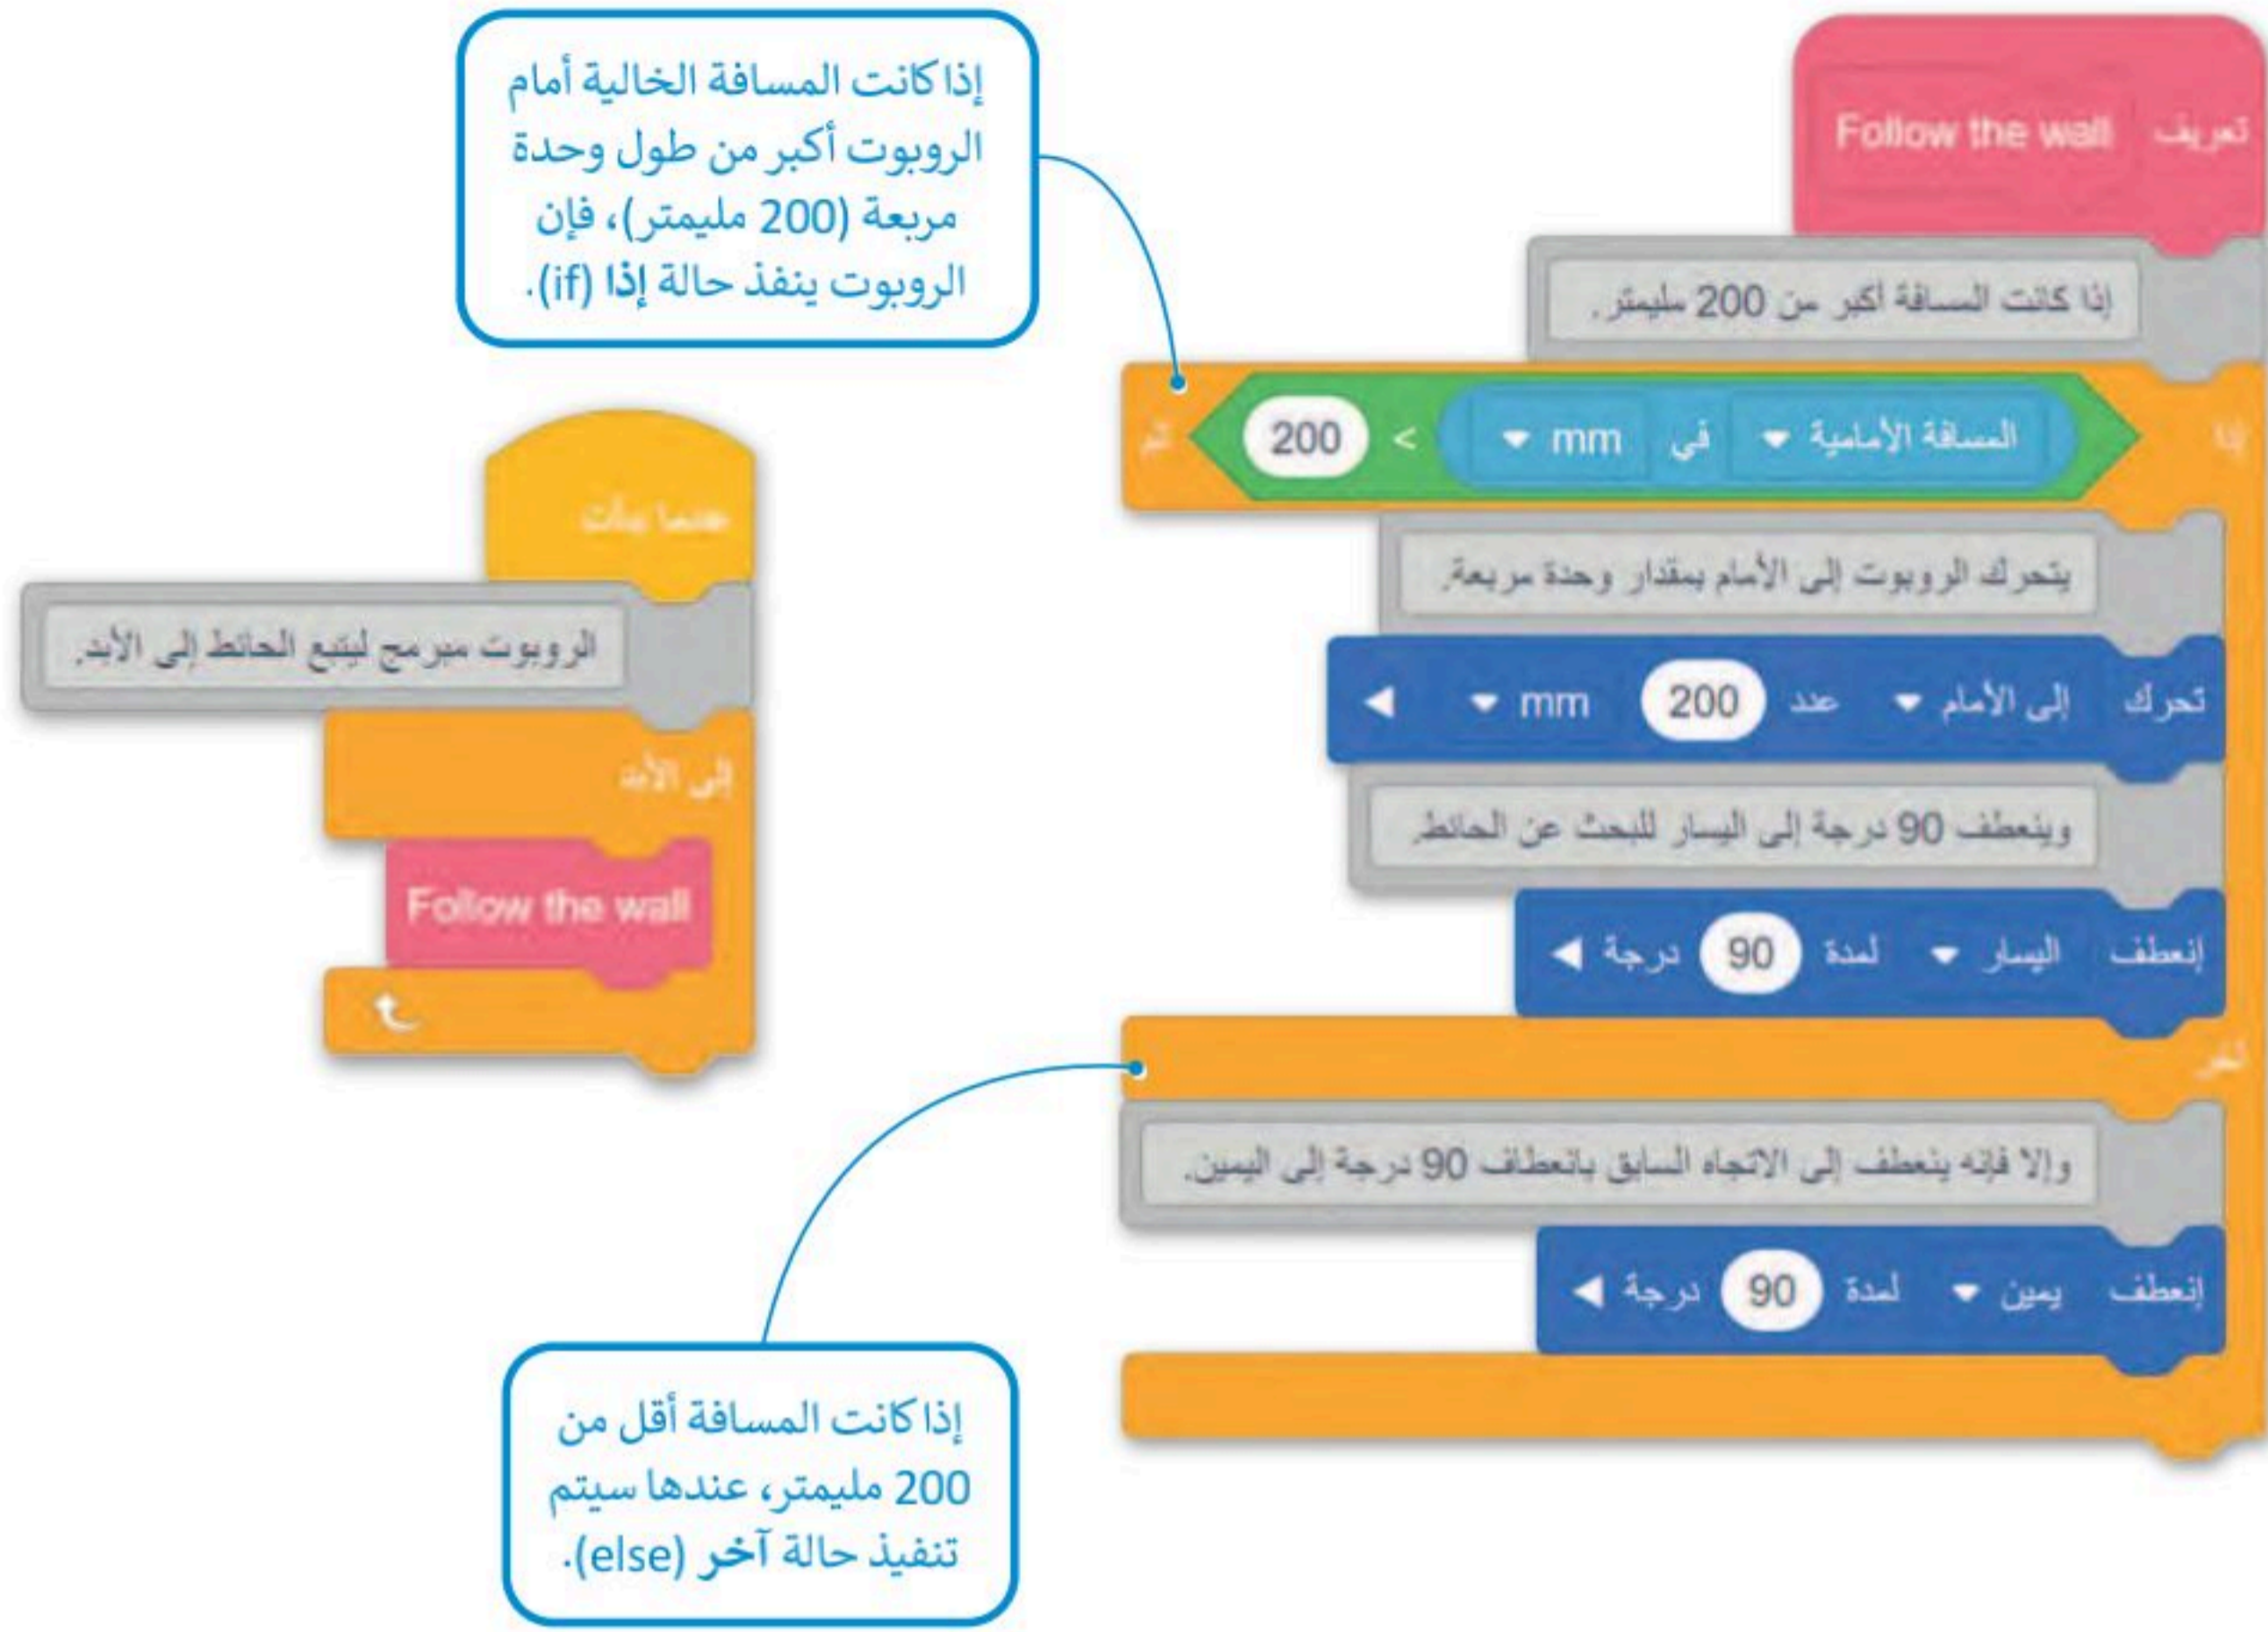 إذا كانت المسافة الخالية أمام
الروبوت أكبر من طول وحدة
مربعة (200 مليمتر)، فإن
الروبوت ينفذ حالة إذا (if).
تعريف Follow the wall
إذا كانت المسافة أكبر من 200 مليمتر.
إذا المسافة الأمامية في mm > 200
يتحرك الروبوت إلى الأمام بمقدار وحدة مربعة.
تحرك إلى الأمام عدد 200 mm
وينعطف 90 درجة إلى اليسار للبحث عن الحائط.
إنعطف اليسار لمدة 90 درجة
آخر
وإلا فإنه ينعطف إلى الاتجاه السابق بانعطاف 90 درجة إلى اليمين.
إنعطف يمين لمدة 90 درجة
عندما بدأت
الروبوت مبرمج ليتبع الحائط إلى الأبد.
إلى الأبد
Follow the wall
إذا كانت المسافة أقل من
200 مليمتر، عندها سيتم
تنفيذ حالة آخر (else).